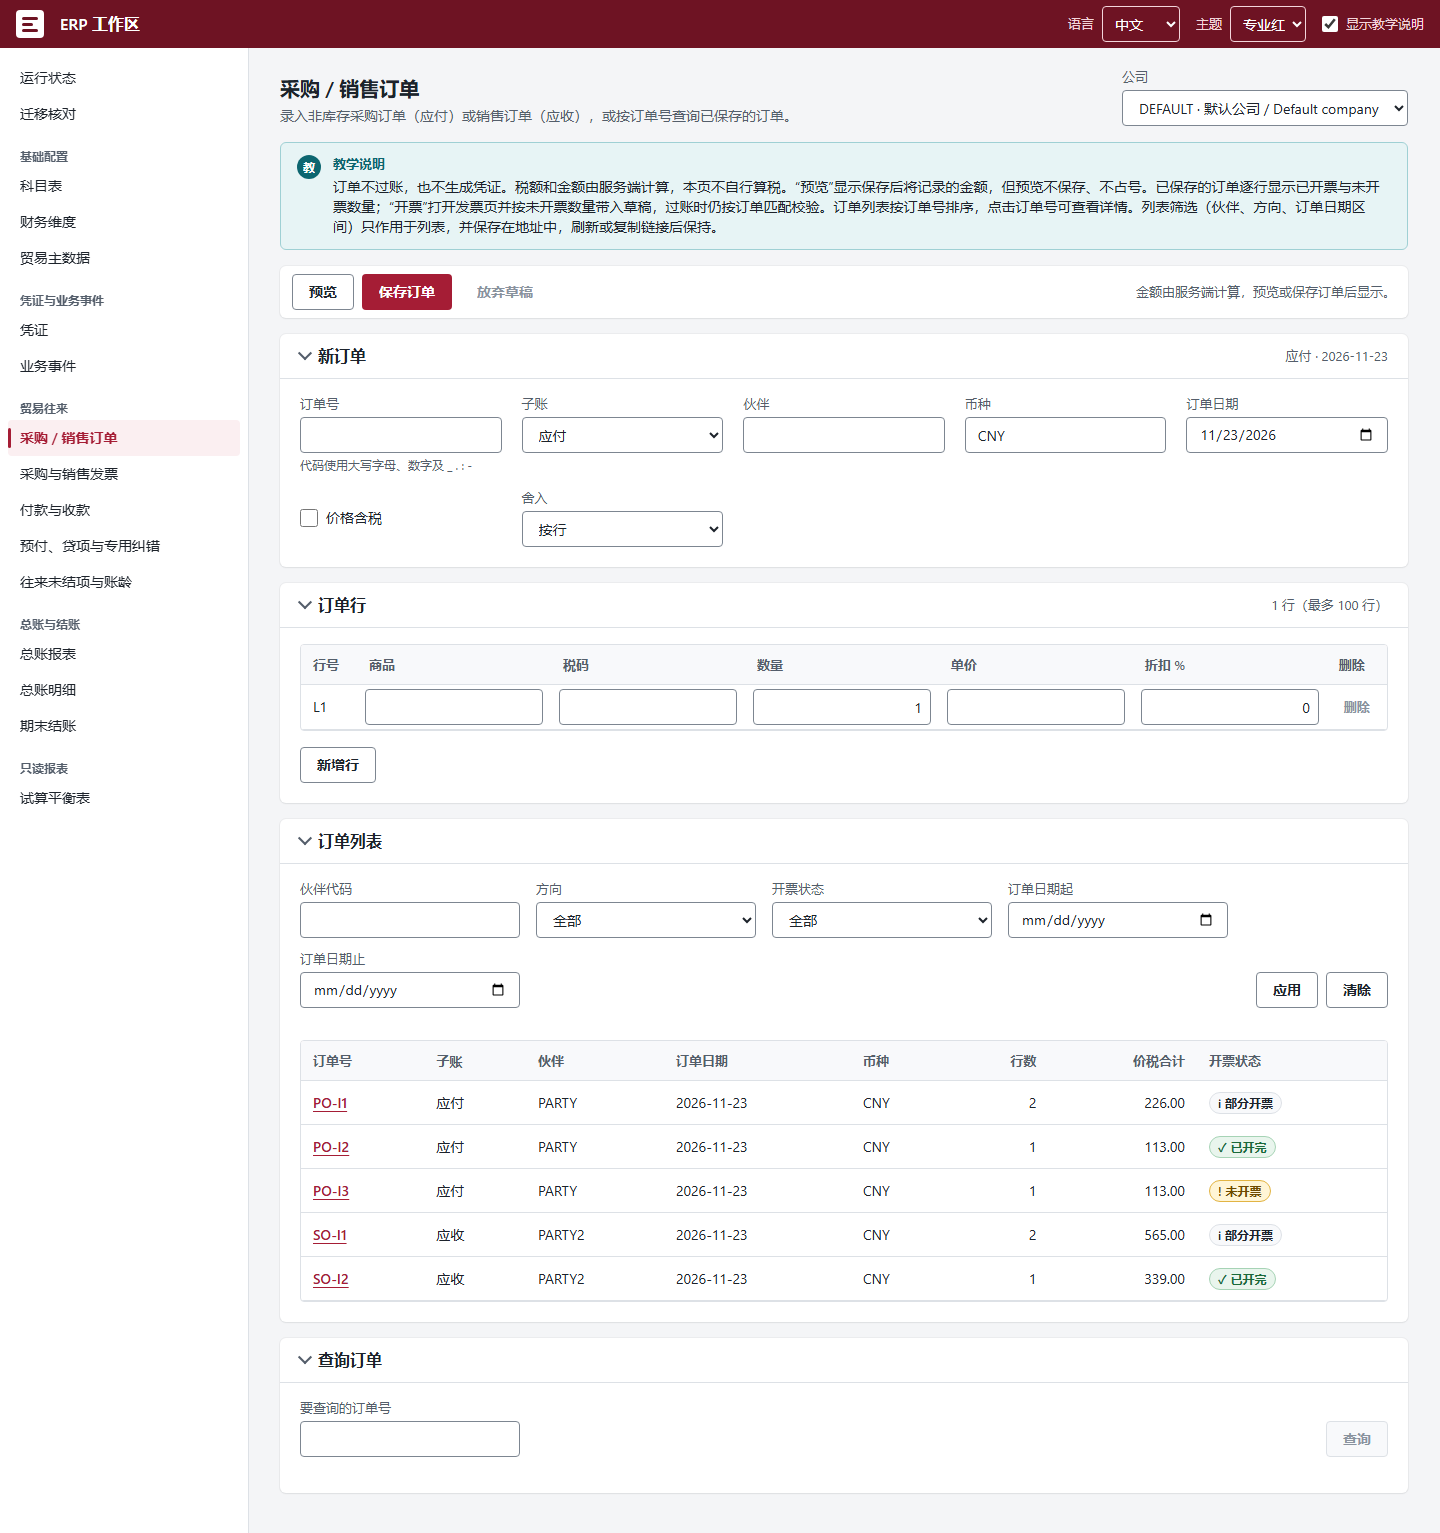 ERP 工作区
语言 中文 主题 专业红 显示教学说明
运行状态
迁移核对
基础配置
科目表
财务维度
贸易主数据
凭证与业务事件
凭证
业务事件
贸易往来
采购 / 销售订单
采购与销售发票
付款与收款
预付、贷项与专用纠错
往来未结项与账龄
总账与结账
总账报表
总账明细
期末结账
只读报表
试算平衡表
采购 / 销售订单
录入非库存采购订单（应付）或销售订单（应收），或按订单号查询已保存的订单。
公司
DEFAULT · 默认公司 / Default company
教 教学说明
订单不过账，也不生成凭证。税额和金额由服务端计算，本页不自行算税。“预览”显示保存后将记录的金额，但预览不保存、不占号。已保存的订单逐行显示已开票与未开
票数量；“开票”打开发票页并按未开票数量带入草稿，过账时仍按订单匹配校验。订单列表按订单号排序，点击订单号可查看详情。列表筛选（伙伴、方向、订单日期区
间）只作用于列表，并保存在地址中，刷新或复制链接后保持。
预览 保存订单 放弃草稿 金额由服务端计算，预览或保存订单后显示。
新订单 应付 · 2026-11-23
订单号 子账 伙伴 币种 订单日期
应付 CNY 11/23/2026
代码使用大写字母、数字及 _ . : -
舍入
价格含税 按行
订单行 1 行（最多 100 行）
行号 商品 税码 数量 单价 折扣 % 删除
L1 1 0 删除
新增行
订单列表
伙伴代码 方向 开票状态 订单日期起
全部 全部 mm/dd/yyyy
订单日期止
mm/dd/yyyy 应用 清除
订单号 子账 伙伴 订单日期 币种 行数 价税合计 开票状态
PO-I1 应付 PARTY 2026-11-23 CNY 2 226.00 i 部分开票
PO-I2 应付 PARTY 2026-11-23 CNY 1 113.00 ✓ 已开完
PO-I3 应付 PARTY 2026-11-23 CNY 1 113.00 ! 未开票
SO-I1 应收 PARTY2 2026-11-23 CNY 2 565.00 i 部分开票
SO-I2 应收 PARTY2 2026-11-23 CNY 1 339.00 ✓ 已开完
查询订单
要查询的订单号
查询